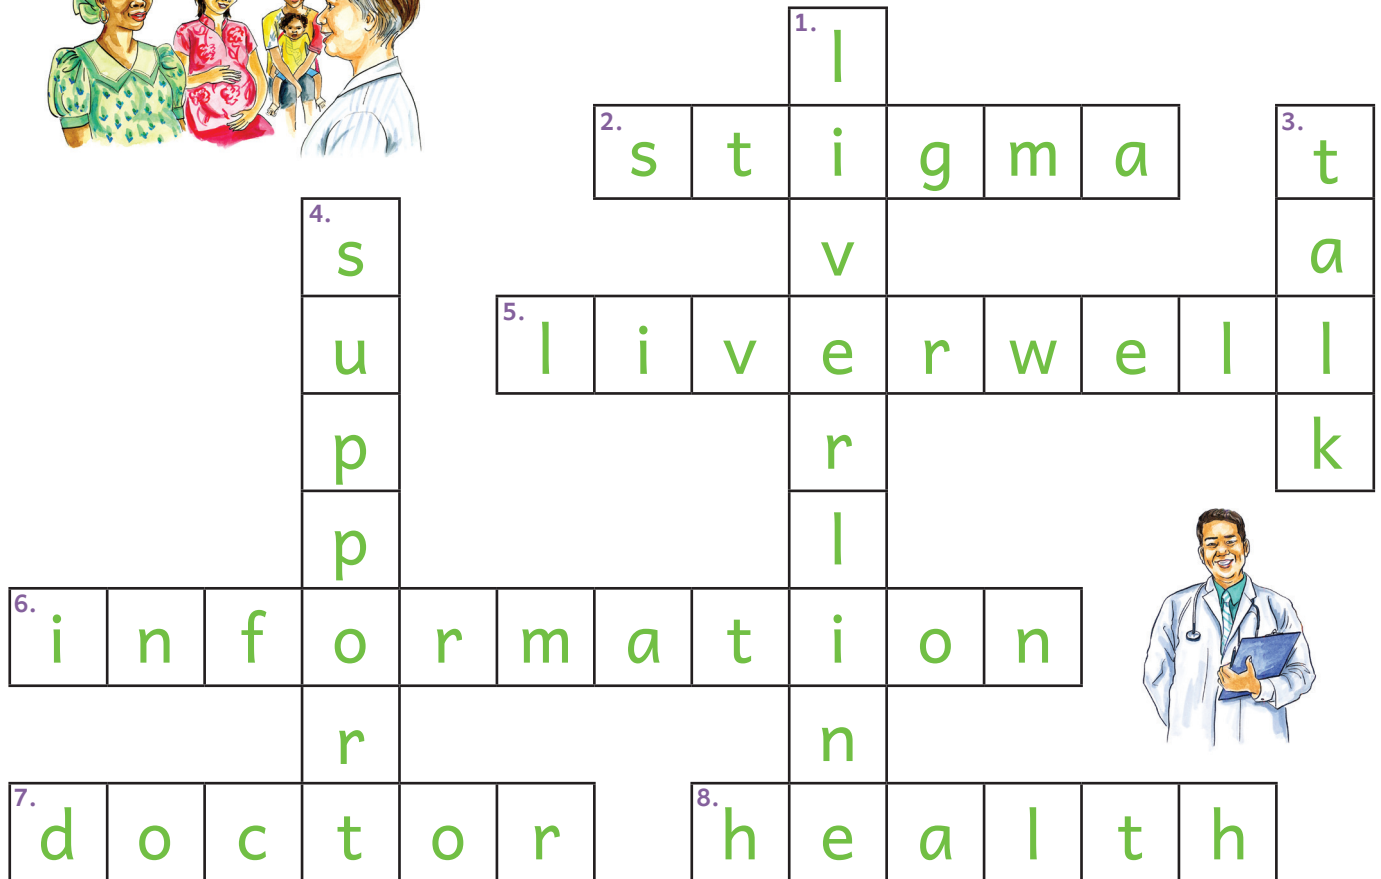 1. l
2. s t i g m a 3. t
4. s v a
u 5. l i v e r w e l l
p r k
p l
6. i n f o r m a t i o n
r n
7. d o c t o r 8. h e a l t h